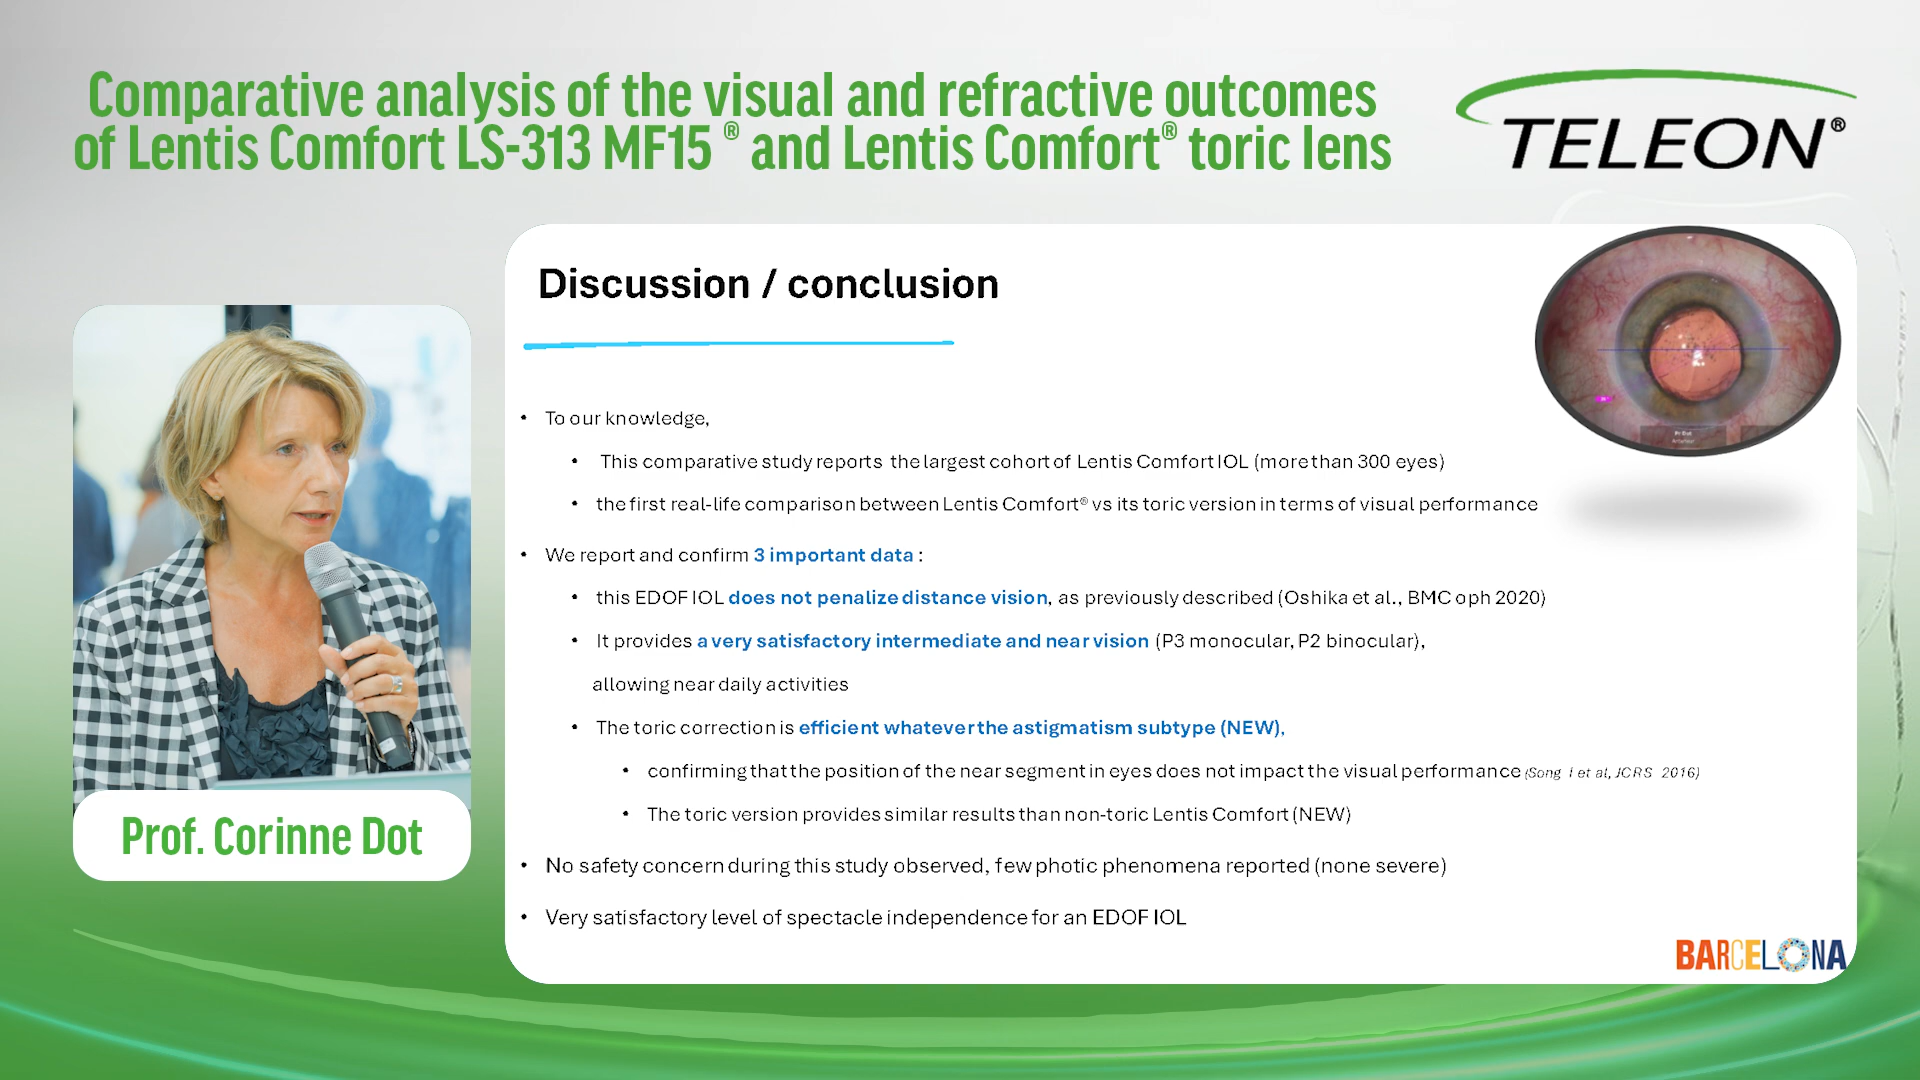 Comparative analysis of the visual and refractive outcomes
of Lentis Comfort LS-313 MF15 ® and Lentis Comfort® toric lens
TELEON®
Discussion / conclusion
• To our knowledge,
• This comparative study reports the largest cohort of Lentis Comfort IOL (more than 300 eyes)
• the first real-life comparison between Lentis Comfort® vs its toric version in terms of visual performance
• We report and confirm 3 important data :
• this EDOF IOL does not penalize distance vision, as previously described (Oshika et al., BMC oph 2020)
• It provides a very satisfactory intermediate and near vision (P3 monocular, P2 binocular),
allowing near daily activities
• The toric correction is efficient whatever the astigmatism subtype (NEW),
• confirming that the position of the near segment in eyes does not impact the visual performance (Song I et al, JCRS 2016)
• The toric version provides similar results than non-toric Lentis Comfort (NEW)
• No safety concern during this study observed, few photic phenomena reported (none severe)
• Very satisfactory level of spectacle independence for an EDOF IOL
Prof. Corinne Dot
BARCELONA